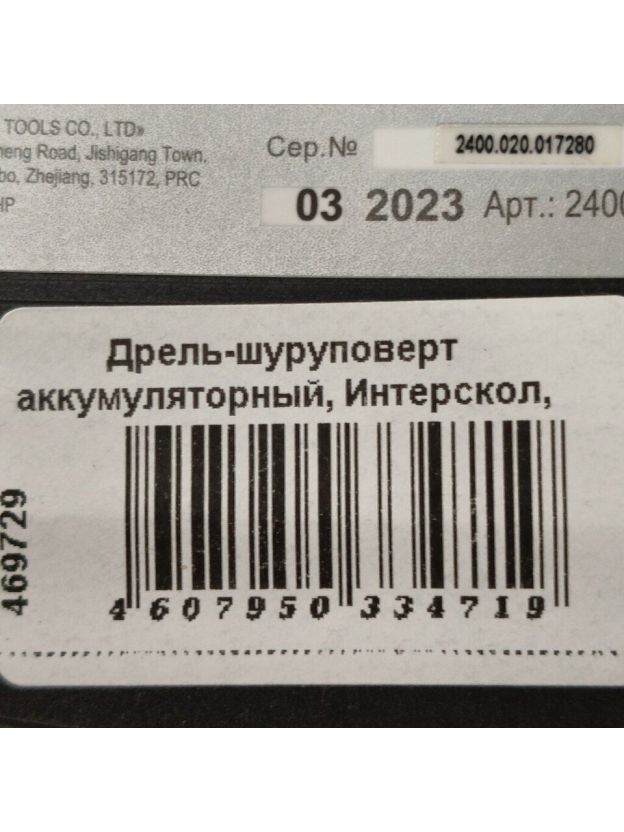 TOOLS CO., LTD»
Road, Jishigang Town,
Zhejiang, 315172, PRC
Сер.№ 2400.020.017280
03 2023 Арт.: 2400
Дрель-шуруповерт
аккумуляторный, Интерскол,
469729
4 607950 334719